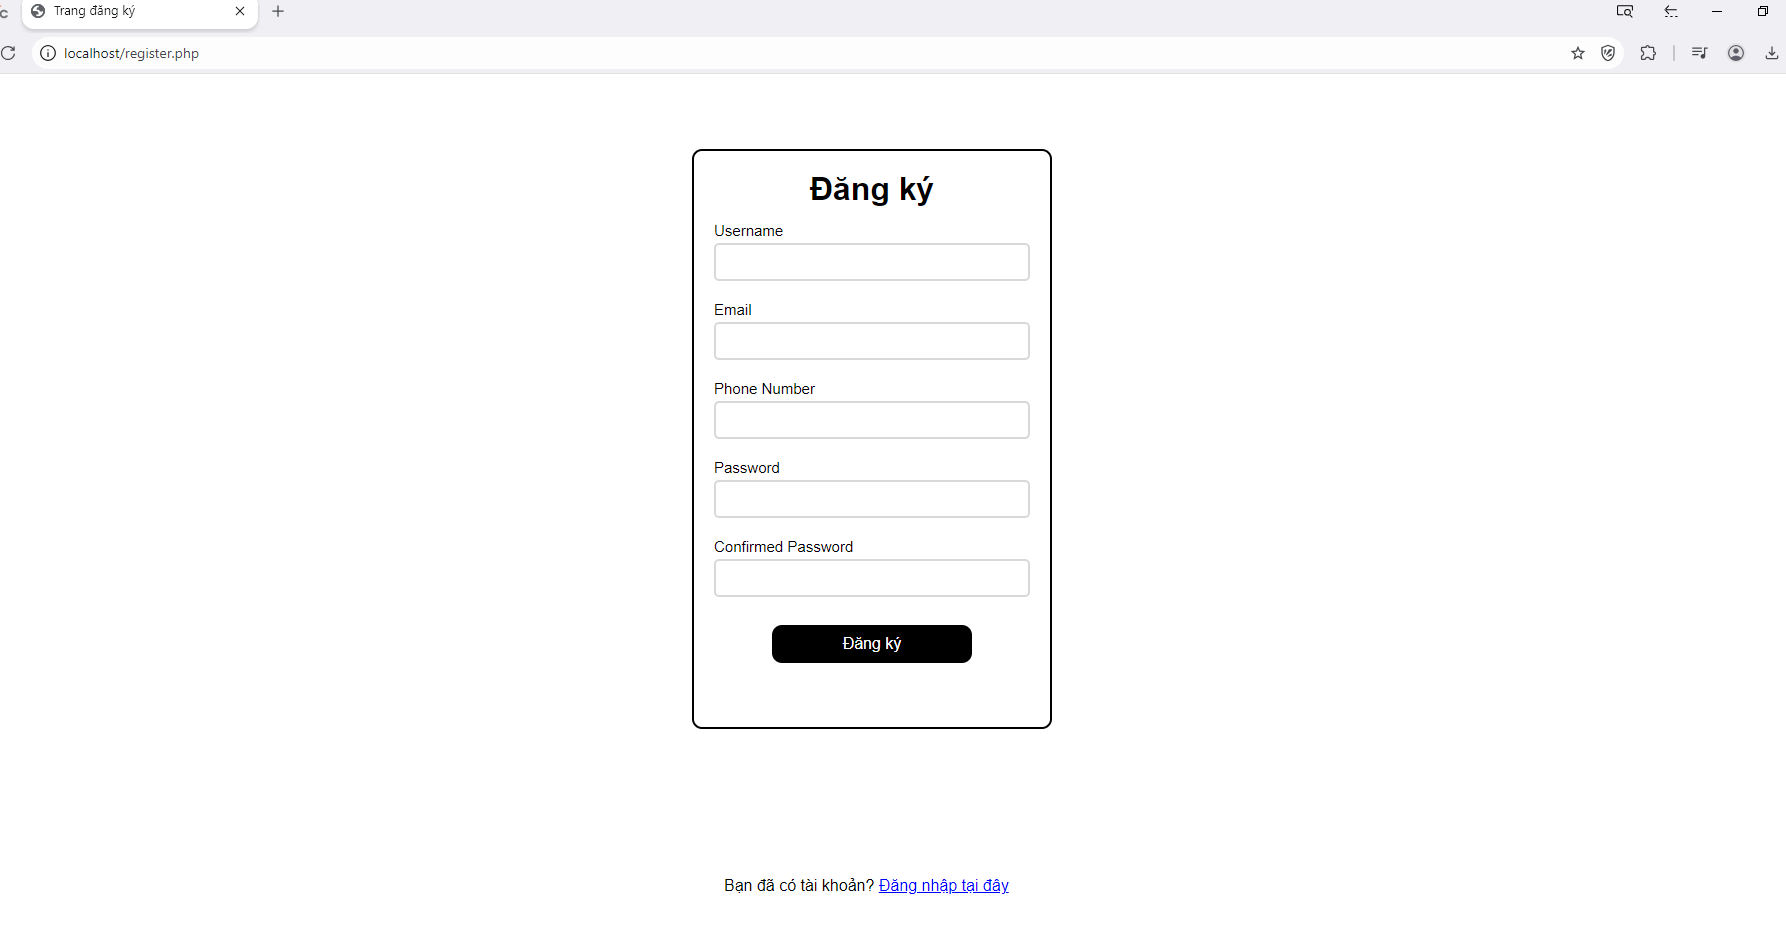 Trang đăng ký
localhost/register.php
Đăng ký
Username
Email
Phone Number
Password
Confirmed Password
Đăng ký
Bạn đã có tài khoản? Đăng nhập tại đây